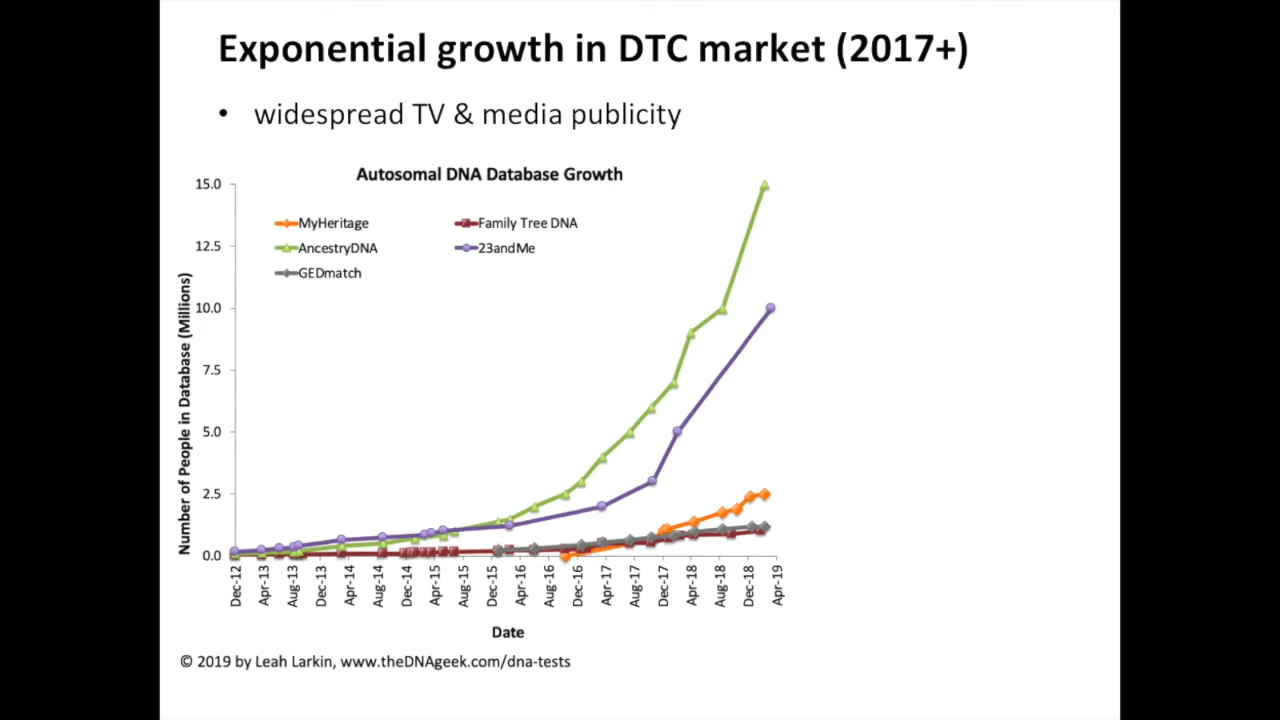 Exponential growth in DTC market (2017+)
• widespread TV & media publicity
Autosomal DNA Database Growth
MyHeritage
Family Tree DNA
AncestryDNA
23andMe
GEDmatch
Number of People in Database (Millions)
15.0
12.5
10.0
7.5
5.0
2.5
0.0
Dec-12
Apr-13
Aug-13
Dec-13
Apr-14
Aug-14
Dec-14
Apr-15
Aug-15
Dec-15
Apr-16
Aug-16
Dec-16
Apr-17
Aug-17
Dec-17
Apr-18
Aug-18
Dec-18
Apr-19
Date
© 2019 by Leah Larkin, www.theDNAgeek.com/dna-tests